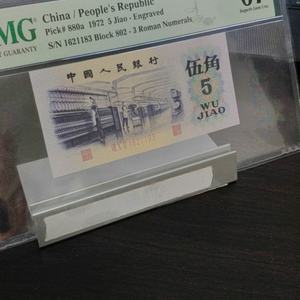 MG
China / People's Republic
Pick# 880a 1972 5 Jiao - Engraved
S/N 1621183 Block 802 - 3 Roman Numerals
中國人民銀行
伍角
5
WU
JIAO
1621183